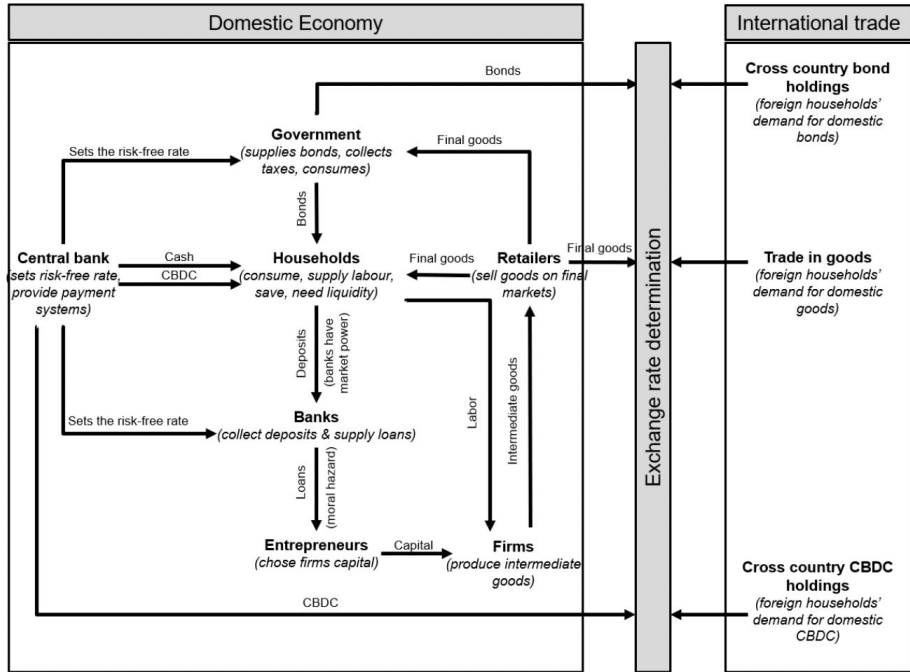 Domestic Economy
International trade
Bonds
Cross country bond
holdings
(foreign households'
demand for domestic
bonds)
Government
(supplies bonds, collects
taxes, consumes)
Sets the risk-free rate
Final goods
Bonds
Central bank
(sets risk-free rate,
provide payment
systems)
Cash
CBDC
Households
(consume, supply labour,
save, need liquidity)
Final goods
Retailers
(sell goods on final
markets)
Final goods
Exchange rate determination
Trade in goods
(foreign households'
demand for domestic
goods)
Deposits
(banks have
market power)
Labor
Intermediate goods
Sets the risk-free rate
Banks
(collect deposits & supply loans)
Loans
(moral hazard)
Entrepreneurs
(chose firms capital)
Capital
Firms
(produce intermediate
goods)
CBDC
Cross country CBDC
holdings
(foreign households'
demand for domestic
CBDC)